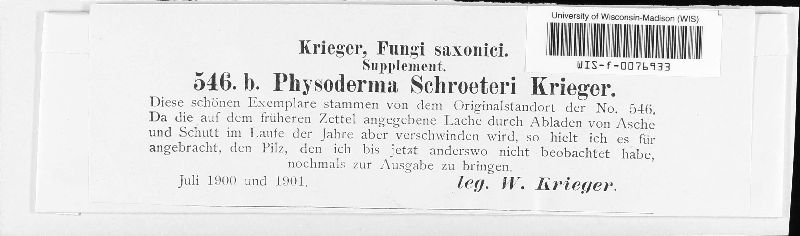 University of Wisconsin-Madison (WIS)
WIS-f-0076933
Krieger, Fungi saxonici.
Supplement.
546. b. Physoderma Schroeteri Krieger.
Diese schönen Exemplare stammen von dem Originalstandort der No. 546.
Da die auf dem früheren Zettel angegebene Lache durch Abladen von Asche
und Schutt im Laufe der Jahre aber verschwinden wird, so hielt ich es für
angebracht, den Pilz, den ich bis jetzt anderswo nicht beobachtet habe,
nochmals zur Ausgabe zu bringen.
Juli 1900 und 1901.
leg. W. Krieger.